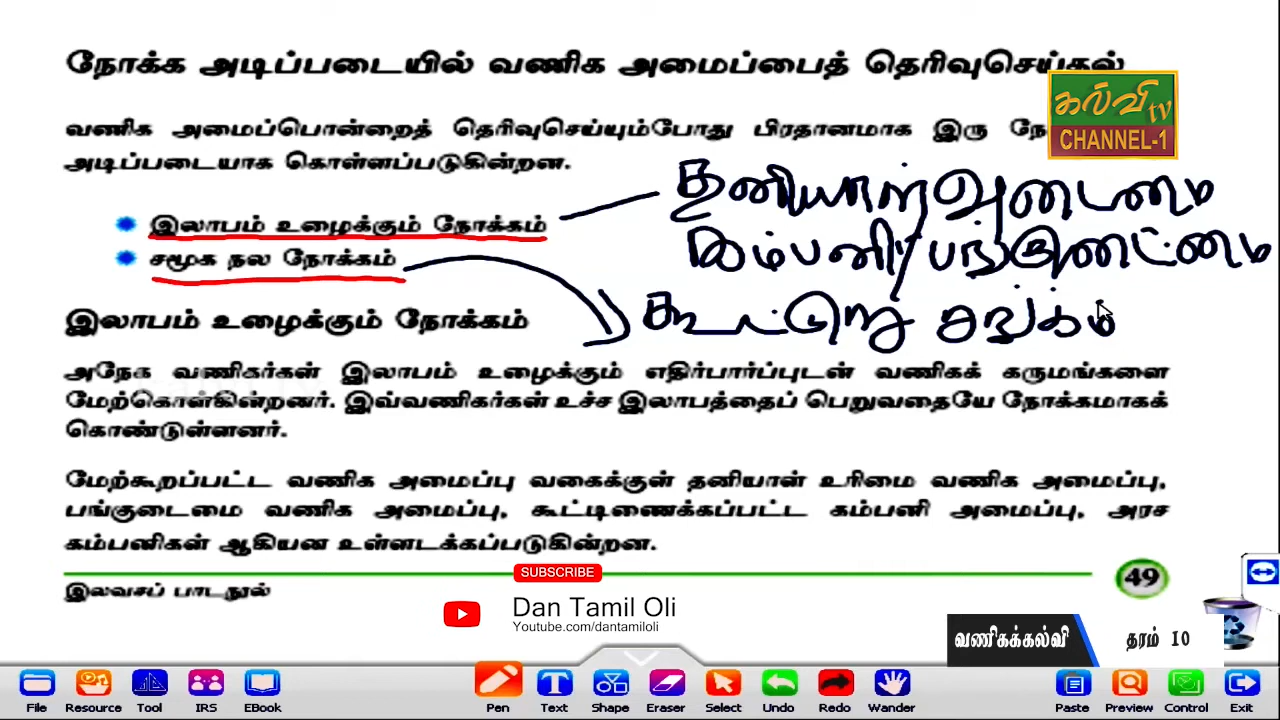 நோக்க அடிப்படையில் வணிக அமைப்பைத் தெரிவுசெய்கல்
கல்வி tv
CHANNEL-1
வணிக அமைப்பொன்றைத் தெரிவுசெய்யும்போது பிரதானமாக இரு
அடிப்படையாக கொள்ளப்படுகின்றன.
இலாபம் உழைக்கும் நோக்கம்
சமூக நல நோக்கம்
தனியாள் வுடைமை
கம்பனி
கூட்டுறவு சங்கம்
இலாபம் உழைக்கும் நோக்கம்
அநேக வணிகர்கள் இலாபம் உழைக்கும் எதிர்பார்ப்புடன் வணிகக் கருமங்களை
மேற்கொள்கின்றனர். இவ்வணிகர்கள் உச்ச இலாபத்தைப் பெறுவதையே நோக்கமாகக்
கொண்டுள்ளனர்.
மேற்கூறப்பட்ட வணிக அமைப்பு வகைக்குள் தனியாள் உரிமை வணிக அமைப்பு,
பங்குடைமை வணிக அமைப்பு, கூட்டிணைக்கப்பட்ட கம்பனி அமைப்பு, அரச
கம்பனிகள் ஆகியன உள்ளடக்கப்படுகின்றன.
இலவசப் பாடநூல்
49
SUBSCRIBE
Dan Tamil Oli
Youtube.com/dantamiloli
வணிகக்கல்வி தரம் 10
File Resource Tool IRS EBook Pen Text Shape Eraser Select Undo Redo Wander Paste Preview Control Exit